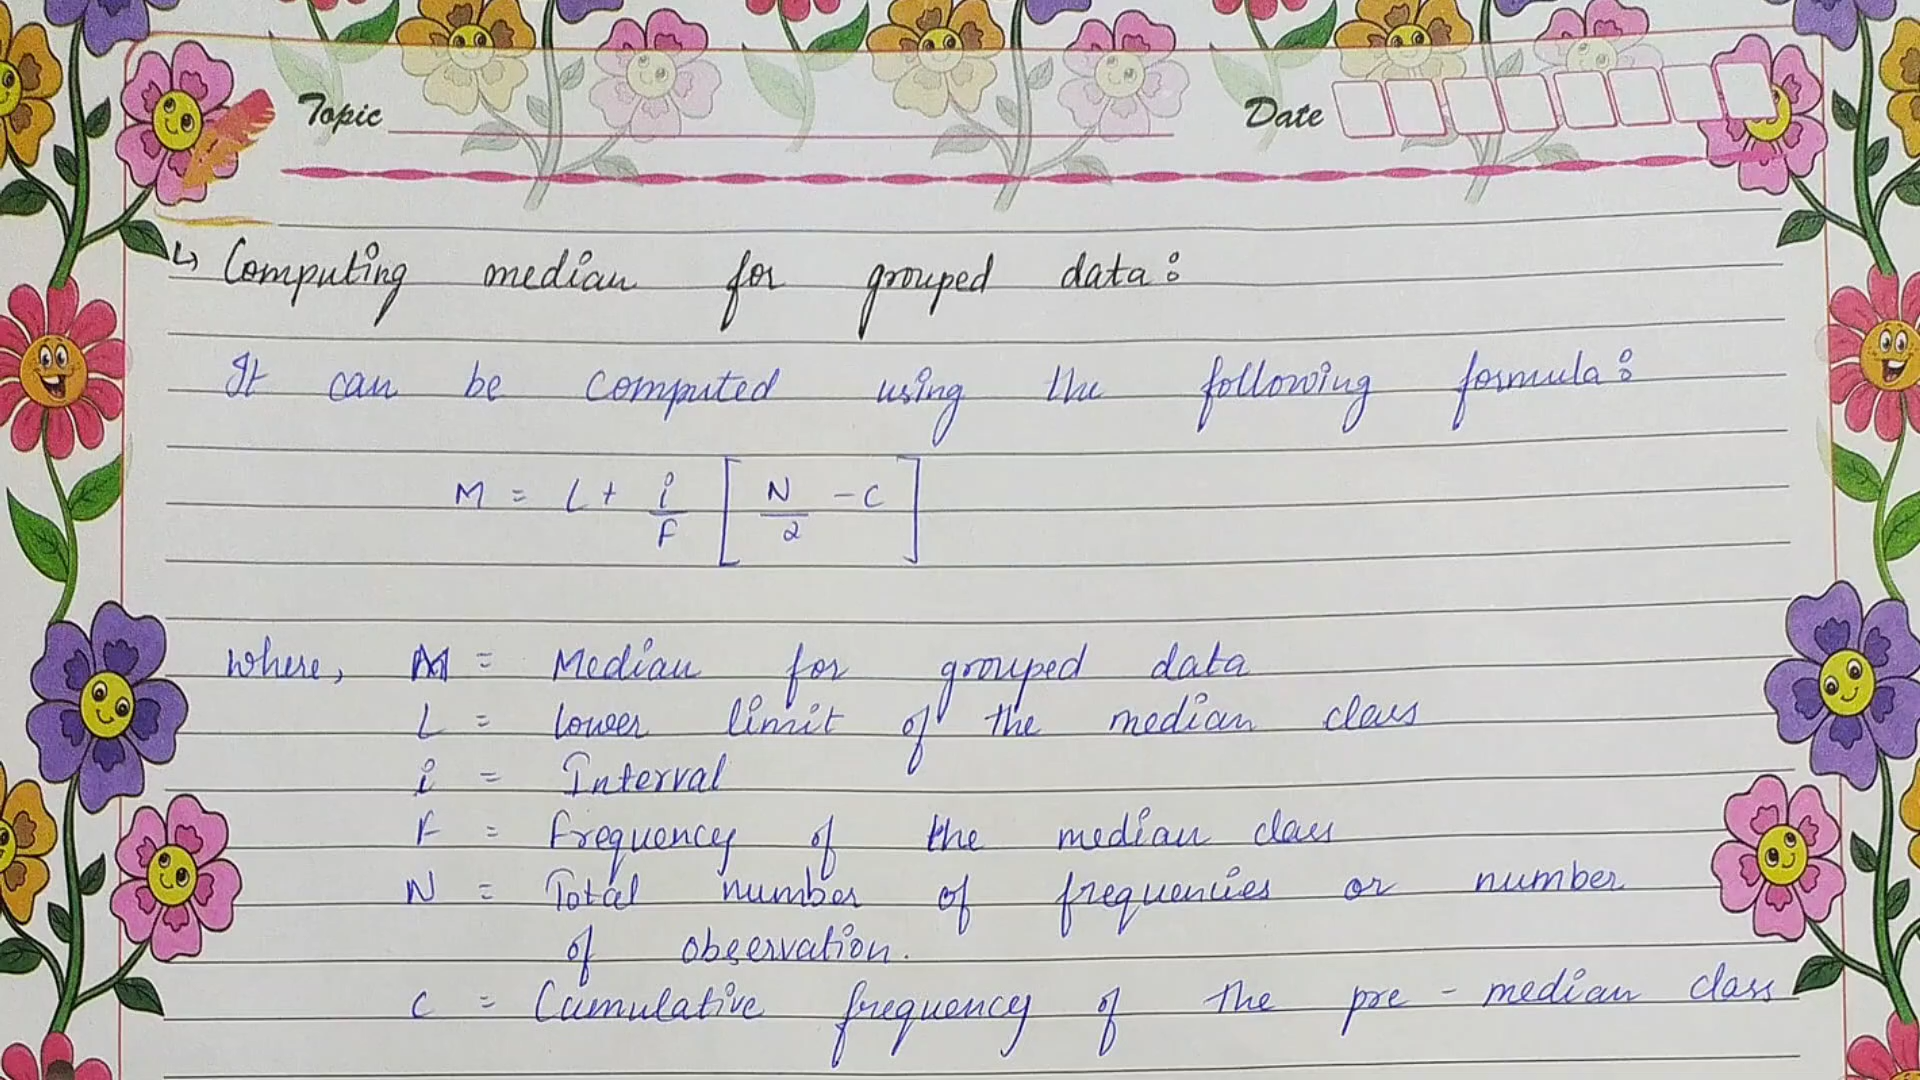 Topic
Date
↳ Computing median for grouped data:
It can be computed using the following formula:
M = L + i/F [N/2 - C]
where, M = Median for grouped data
L = lower limit of the median class
i = Interval
F = Frequency of the median class
N = Total number of frequencies or number
of observation.
C = Cumulative frequency of the pre - median class